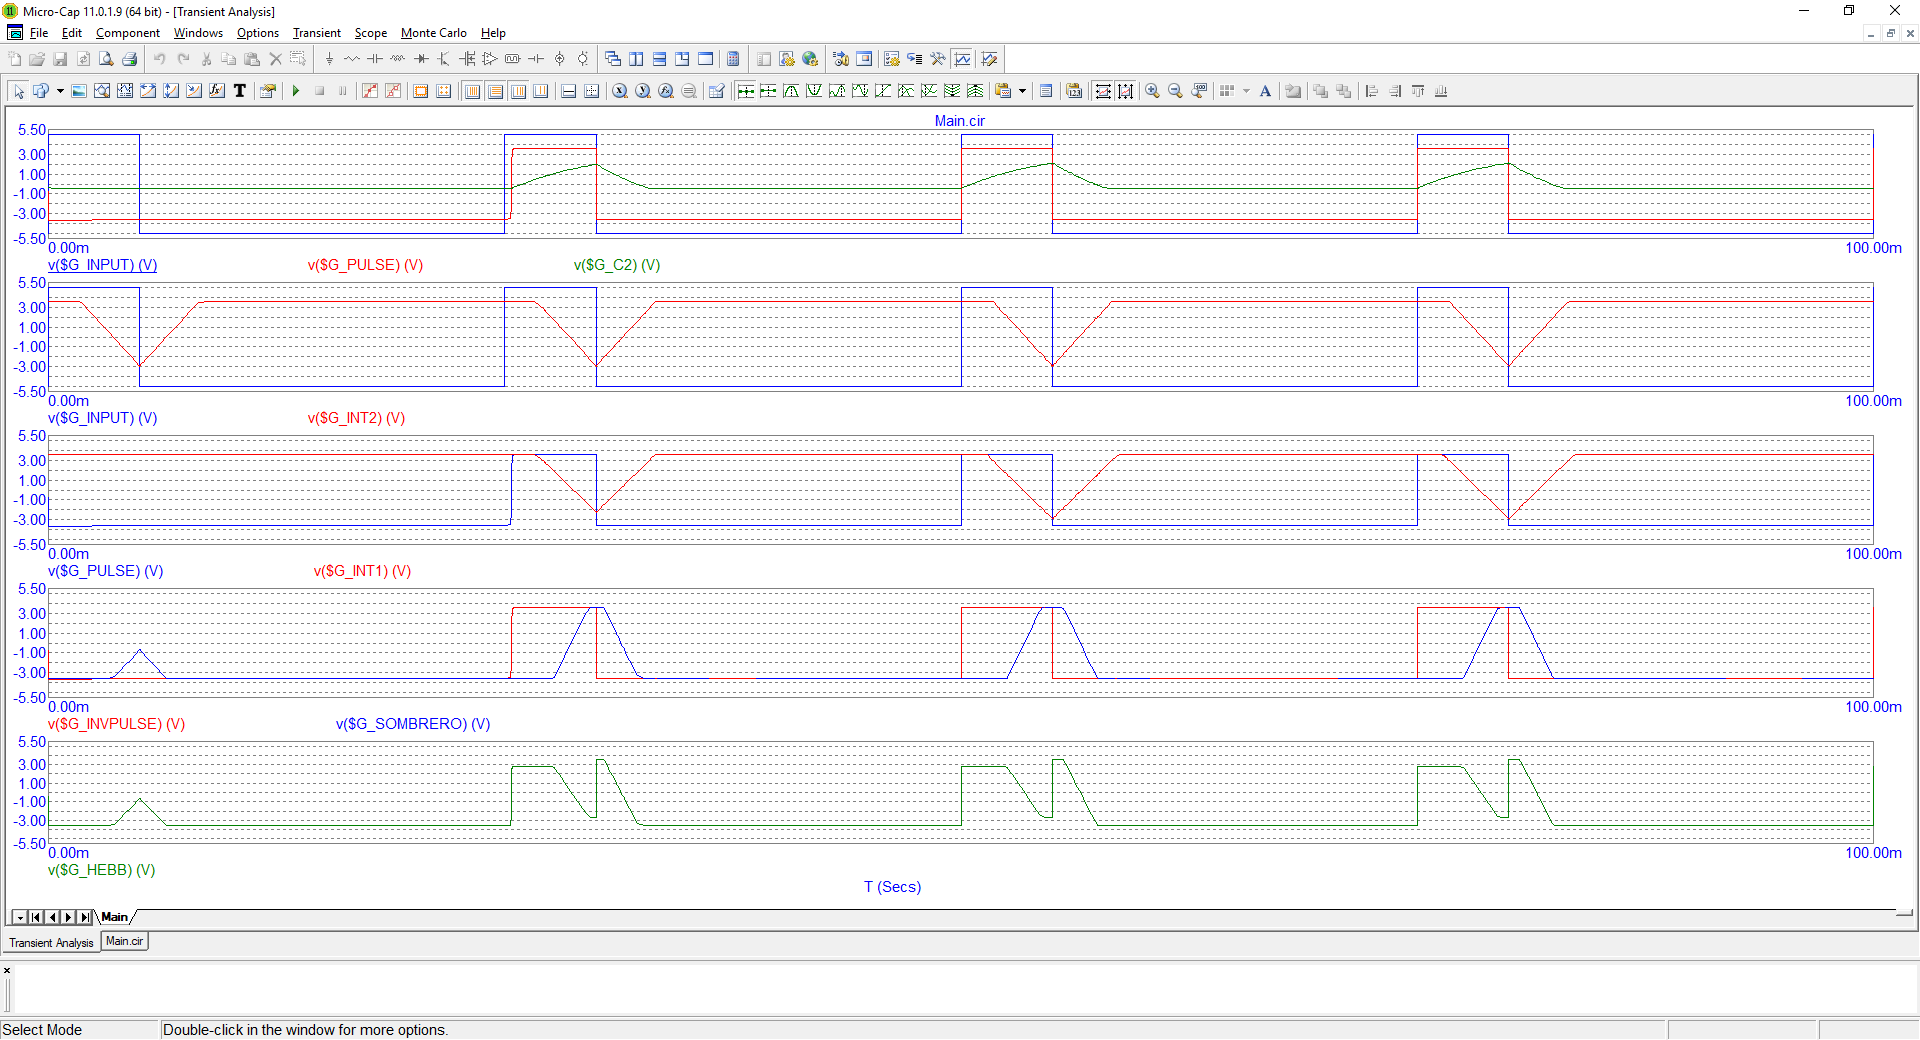 Micro-Cap 11.0.1.9 (64 bit) - [Transient Analysis]
File Edit Component Windows Options Transient Scope Monte Carlo Help
Main.cir
5.50
3.00
1.00
-1.00
-3.00
-5.50
0.00m 100.00m
v($G_INPUT) (V) v($G_PULSE) (V) v($G_C2) (V)
5.50
3.00
1.00
-1.00
-3.00
-5.50
0.00m 100.00m
v($G_INPUT) (V) v($G_INT2) (V)
5.50
3.00
1.00
-1.00
-3.00
-5.50
0.00m 100.00m
v($G_PULSE) (V) v($G_INT1) (V)
5.50
3.00
1.00
-1.00
-3.00
-5.50
0.00m 100.00m
v($G_INVPULSE) (V) v($G_SOMBRERO) (V)
5.50
3.00
1.00
-1.00
-3.00
-5.50
0.00m 100.00m
v($G_HEBB) (V)
T (Secs)
Main
Transient Analysis Main.cir
Select Mode Double-click in the window for more options.